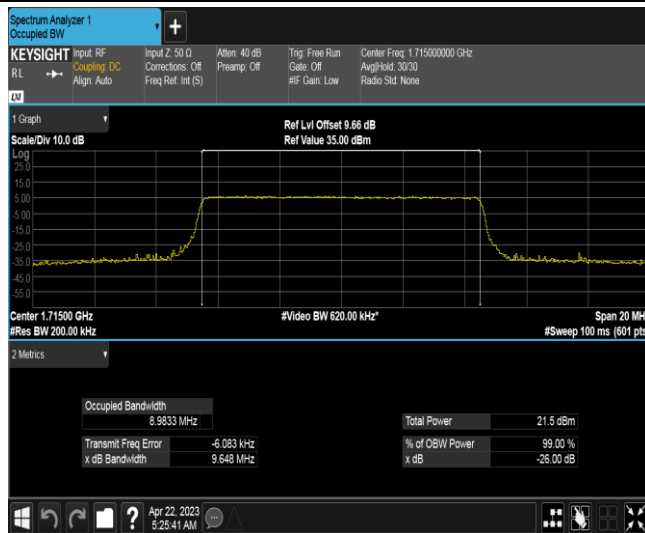 Spectrum Analyzer 1
Occupied BW
+
KEYSIGHT Input: RF Input Z: 50 Ω Atten: 40 dB Trig: Free Run Center Freq: 1.715000000 GHz
RL Coupling: DC Corrections: Off Preamp: Off Gate: Off Avg|Hold: 30/30
Align: Auto Freq Ref: Int (S) #IF Gain: Low Radio Std: None
1 Graph
Ref Lvl Offset 9.66 dB
Scale/Div 10.0 dB Ref Value 35.00 dBm
Log
25.0
15.0
5.00
-5.00
-15.0
-25.0
-35.0
-45.0
-55.0
Center 1.71500 GHz #Video BW 620.00 kHz* Span 20 MH
#Res BW 200.00 kHz #Sweep 100 ms (601 pts
2 Metrics
Occupied Bandwidth
8.9833 MHz Total Power 21.5 dBm
Transmit Freq Error -6.083 kHz % of OBW Power 99.00 %
x dB Bandwidth 9.648 MHz x dB -26.00 dB
? Apr 22, 2023
5:25:41 AM